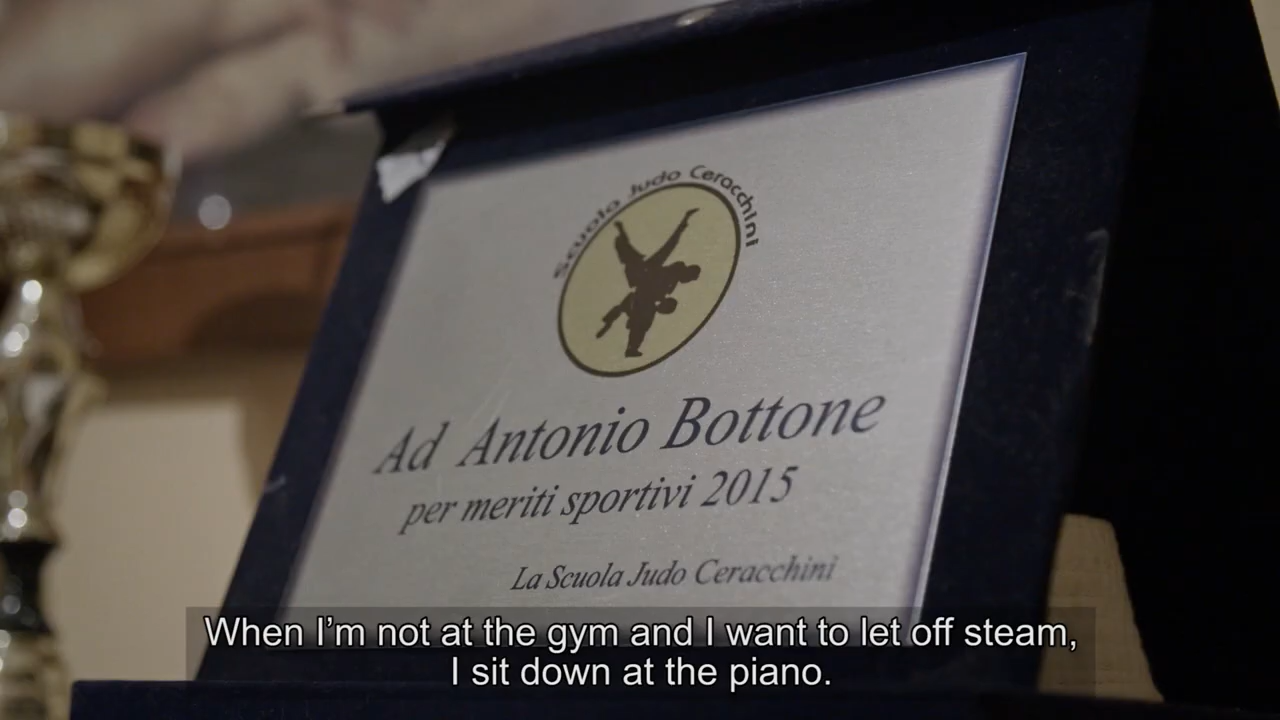 Scuola Judo Ceracchini
Ad Antonio Bottone
per meriti sportivi 2015
La Scuola Judo Ceracchini
When I’m not at the gym and I want to let off steam,
I sit down at the piano.